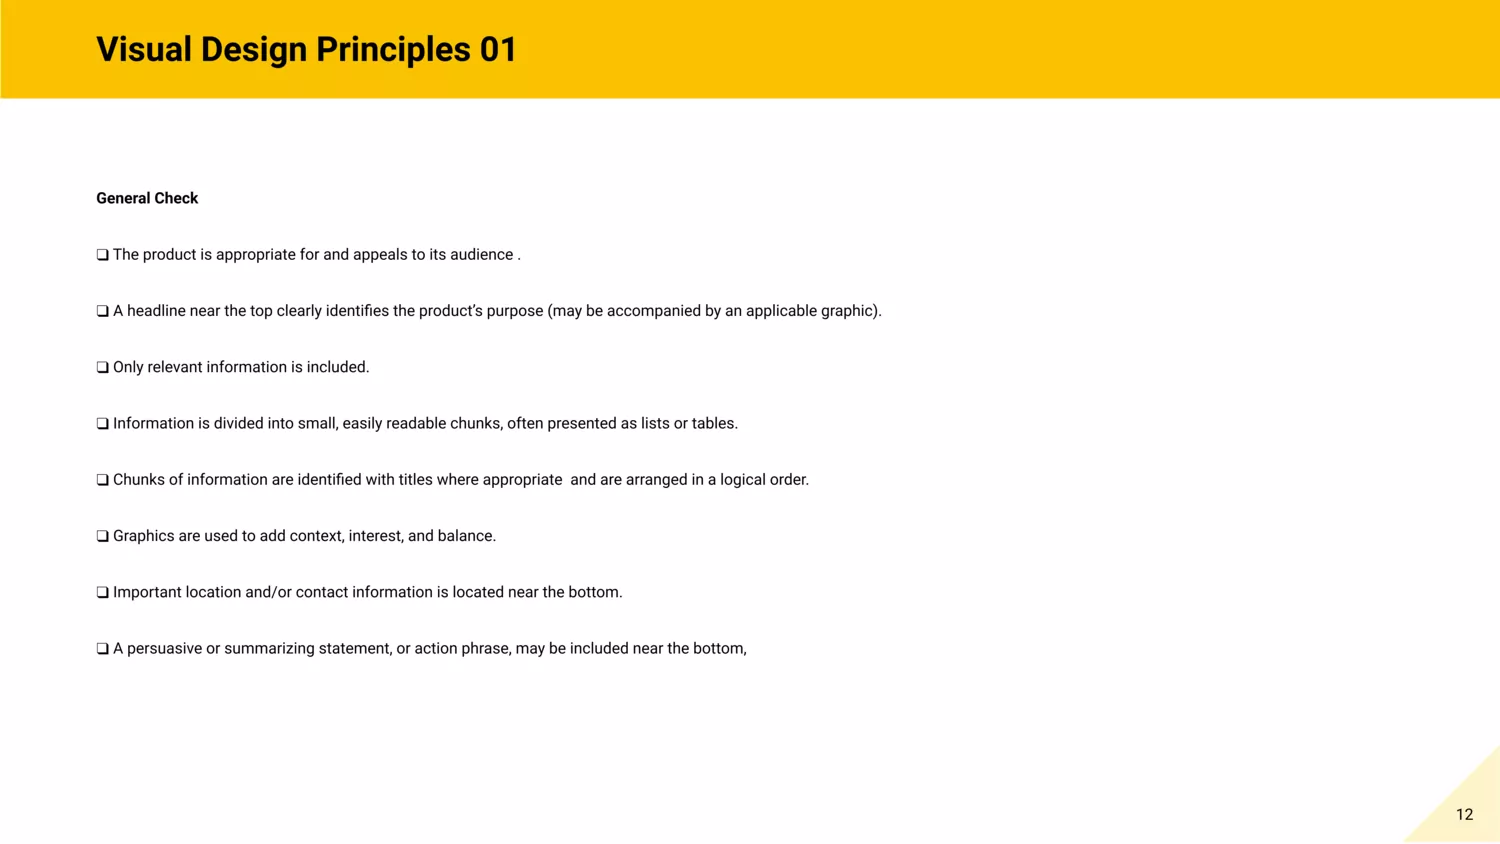 Visual Design Principles 01
General Check
❏ The product is appropriate for and appeals to its audience .
❏ A headline near the top clearly identifies the product’s purpose (may be accompanied by an applicable graphic).
❏ Only relevant information is included.
❏ Information is divided into small, easily readable chunks, often presented as lists or tables.
❏ Chunks of information are identified with titles where appropriate  and are arranged in a logical order.
❏ Graphics are used to add context, interest, and balance.
❏ Important location and/or contact information is located near the bottom.
❏ A persuasive or summarizing statement, or action phrase, may be included near the bottom,
12